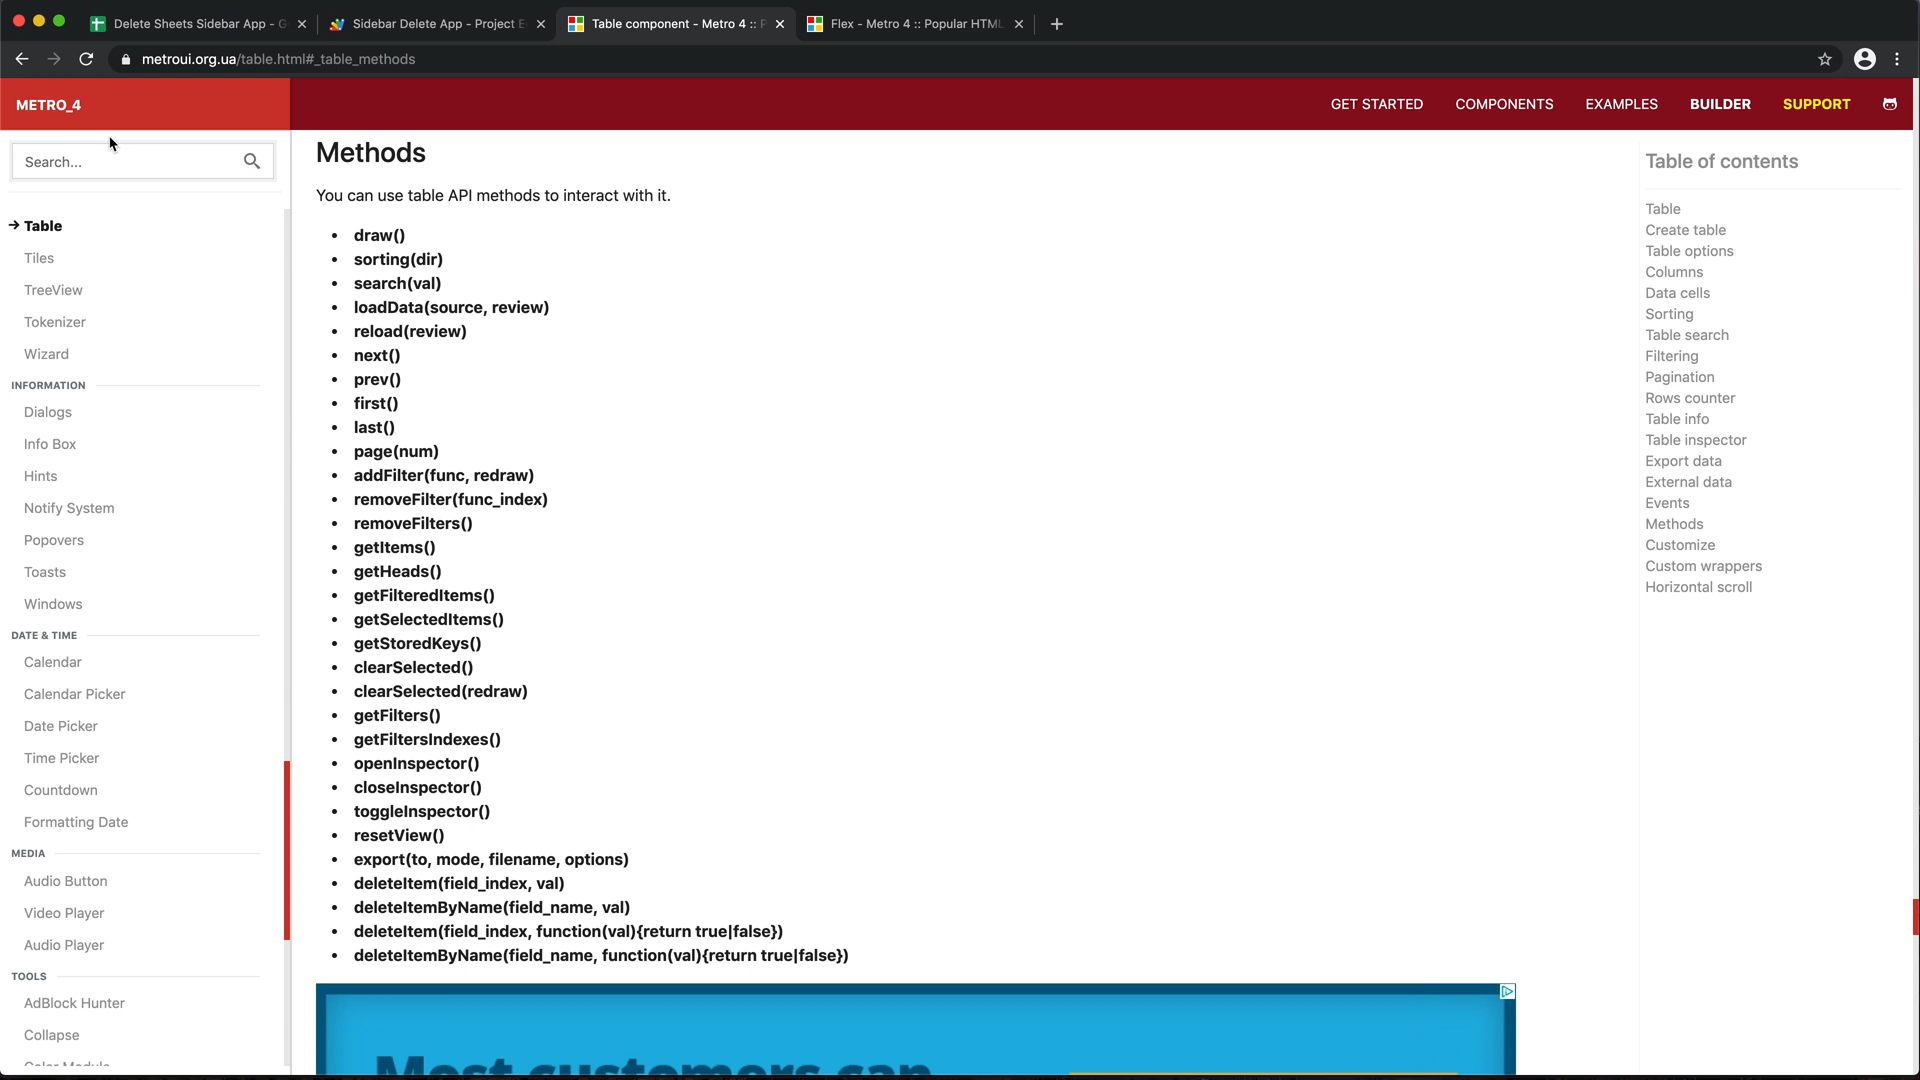 Delete Sheets Sidebar App - G
Sidebar Delete App - Project E
Table component - Metro 4 :: P
Flex - Metro 4 :: Popular HTML
metroui.org.ua/table.html#_table_methods
METRO_4
GET STARTED
COMPONENTS
EXAMPLES
BUILDER
SUPPORT
Search...
Table
Tiles
TreeView
Tokenizer
Wizard
INFORMATION
Dialogs
Info Box
Hints
Notify System
Popovers
Toasts
Windows
DATE & TIME
Calendar
Calendar Picker
Date Picker
Time Picker
Countdown
Formatting Date
MEDIA
Audio Button
Video Player
Audio Player
TOOLS
AdBlock Hunter
Collapse
Methods
You can use table API methods to interact with it.
• draw()
• sorting(dir)
• search(val)
• loadData(source, review)
• reload(review)
• next()
• prev()
• first()
• last()
• page(num)
• addFilter(func, redraw)
• removeFilter(func_index)
• removeFilters()
• getItems()
• getHeads()
• getFilteredItems()
• getSelectedItems()
• getStoredKeys()
• clearSelected()
• clearSelected(redraw)
• getFilters()
• getFiltersIndexes()
• openInspector()
• closeInspector()
• toggleInspector()
• resetView()
• export(to, mode, filename, options)
• deleteItem(field_index, val)
• deleteItemByName(field_name, val)
• deleteItem(field_index, function(val){return true|false})
• deleteItemByName(field_name, function(val){return true|false})
Most customers can
Table of contents
Table
Create table
Table options
Columns
Data cells
Sorting
Table search
Filtering
Pagination
Rows counter
Table info
Table inspector
Export data
External data
Events
Methods
Customize
Custom wrappers
Horizontal scroll